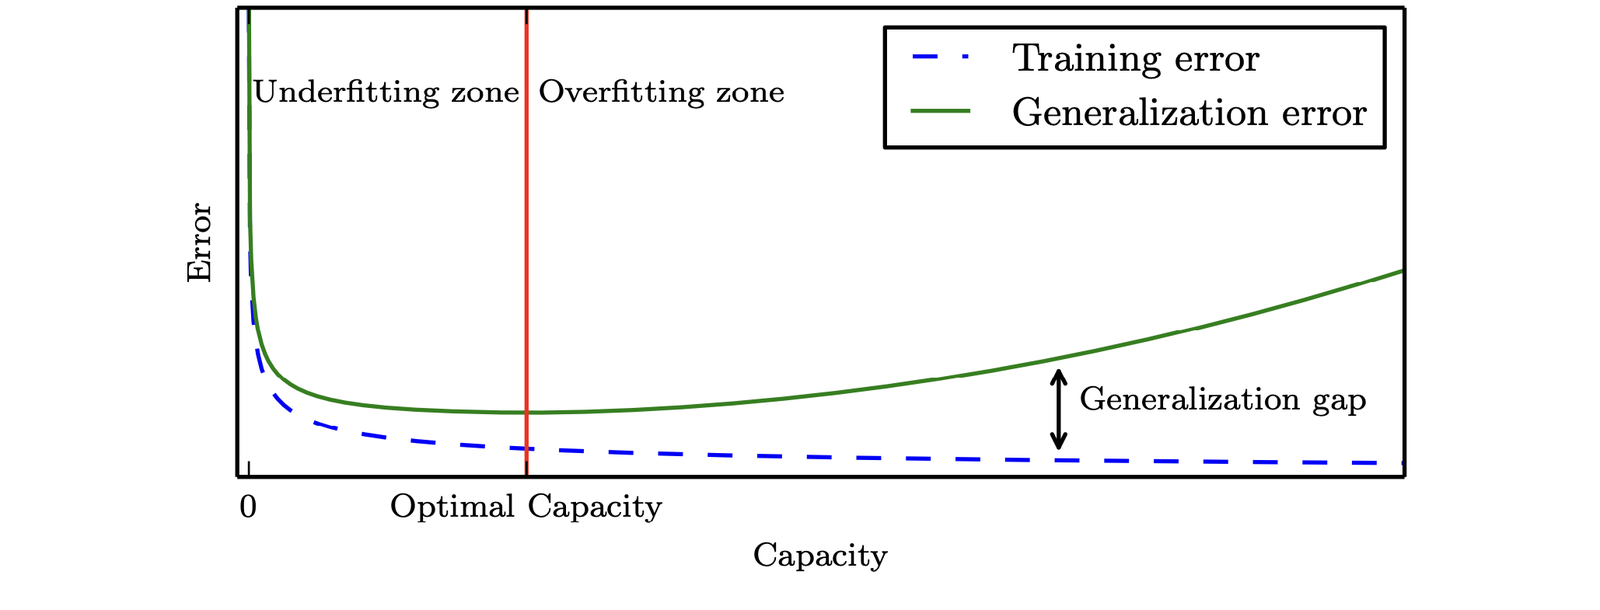 Training error
Generalization error
Underfitting zone
Overfitting zone
Error
Generalization gap
0
Optimal Capacity
Capacity